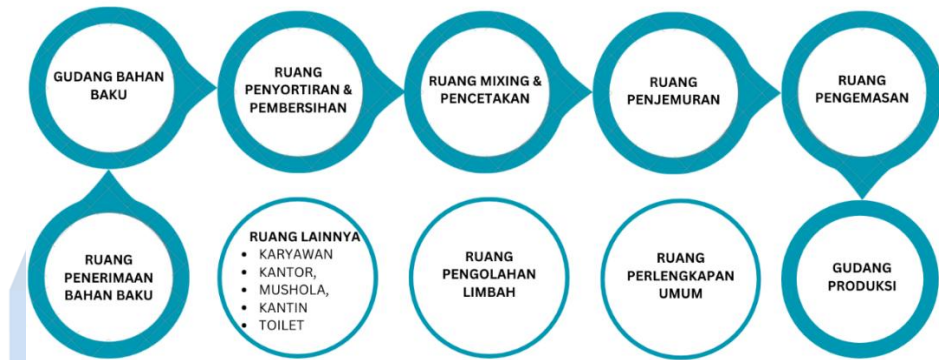 GUDANG BAHAN
BAKU
RUANG
PENYORTIRAN &
PEMBERSIHAN
RUANG MIXING &
PENCETAKAN
RUANG
PENJEMURAN
RUANG
PENGEMASAN
RUANG
PENERIMAAN
BAHAN BAKU
RUANG LAINNYA
• KARYAWAN
• KANTOR,
• MUSHOLA,
• KANTIN
• TOILET
RUANG
PENGOLAHAN
LIMBAH
RUANG
PERLENGKAPAN
UMUM
GUDANG
PRODUKSI